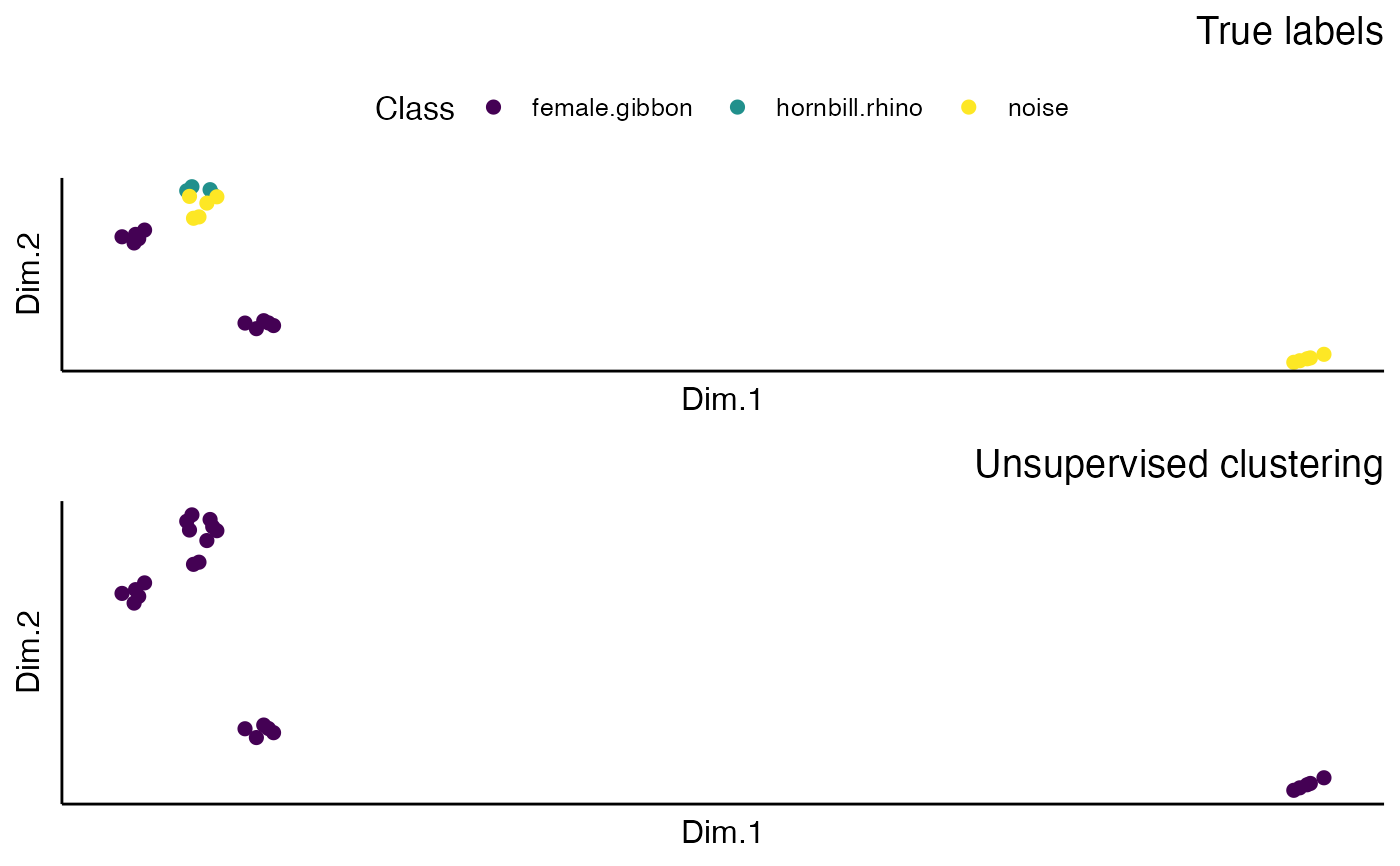 True labels
Class female.gibbon hornbill.rhino noise
Dim.2
Dim.1
Unsupervised clustering
Dim.2
Dim.1